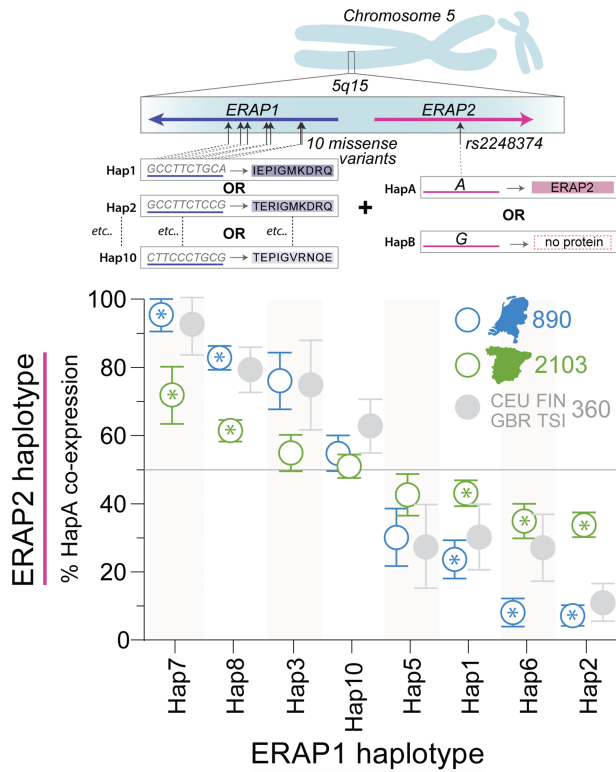 Chromosome 5
5q15
ERAP1
ERAP2
10 missense
variants
rs2248374
Hap1 GCCTTCTGCA IEPIGMKDRQ
OR
Hap2 GCCTTCTCCG TERIGMKDRQ
etc.. etc.. OR etc..
Hap10 CTTCCCTGCG TEPIGVRNQE
+
HapA A ERAP2
OR
HapB G no protein
ERAP2 haplotype
% HapA co-expression
100
80
60
40
20
0
890
2103
CEU FIN
GBR TSI
360
* * * * * * * * * *
Hap7 Hap8 Hap3 Hap10 Hap5 Hap1 Hap6 Hap2
ERAP1 haplotype